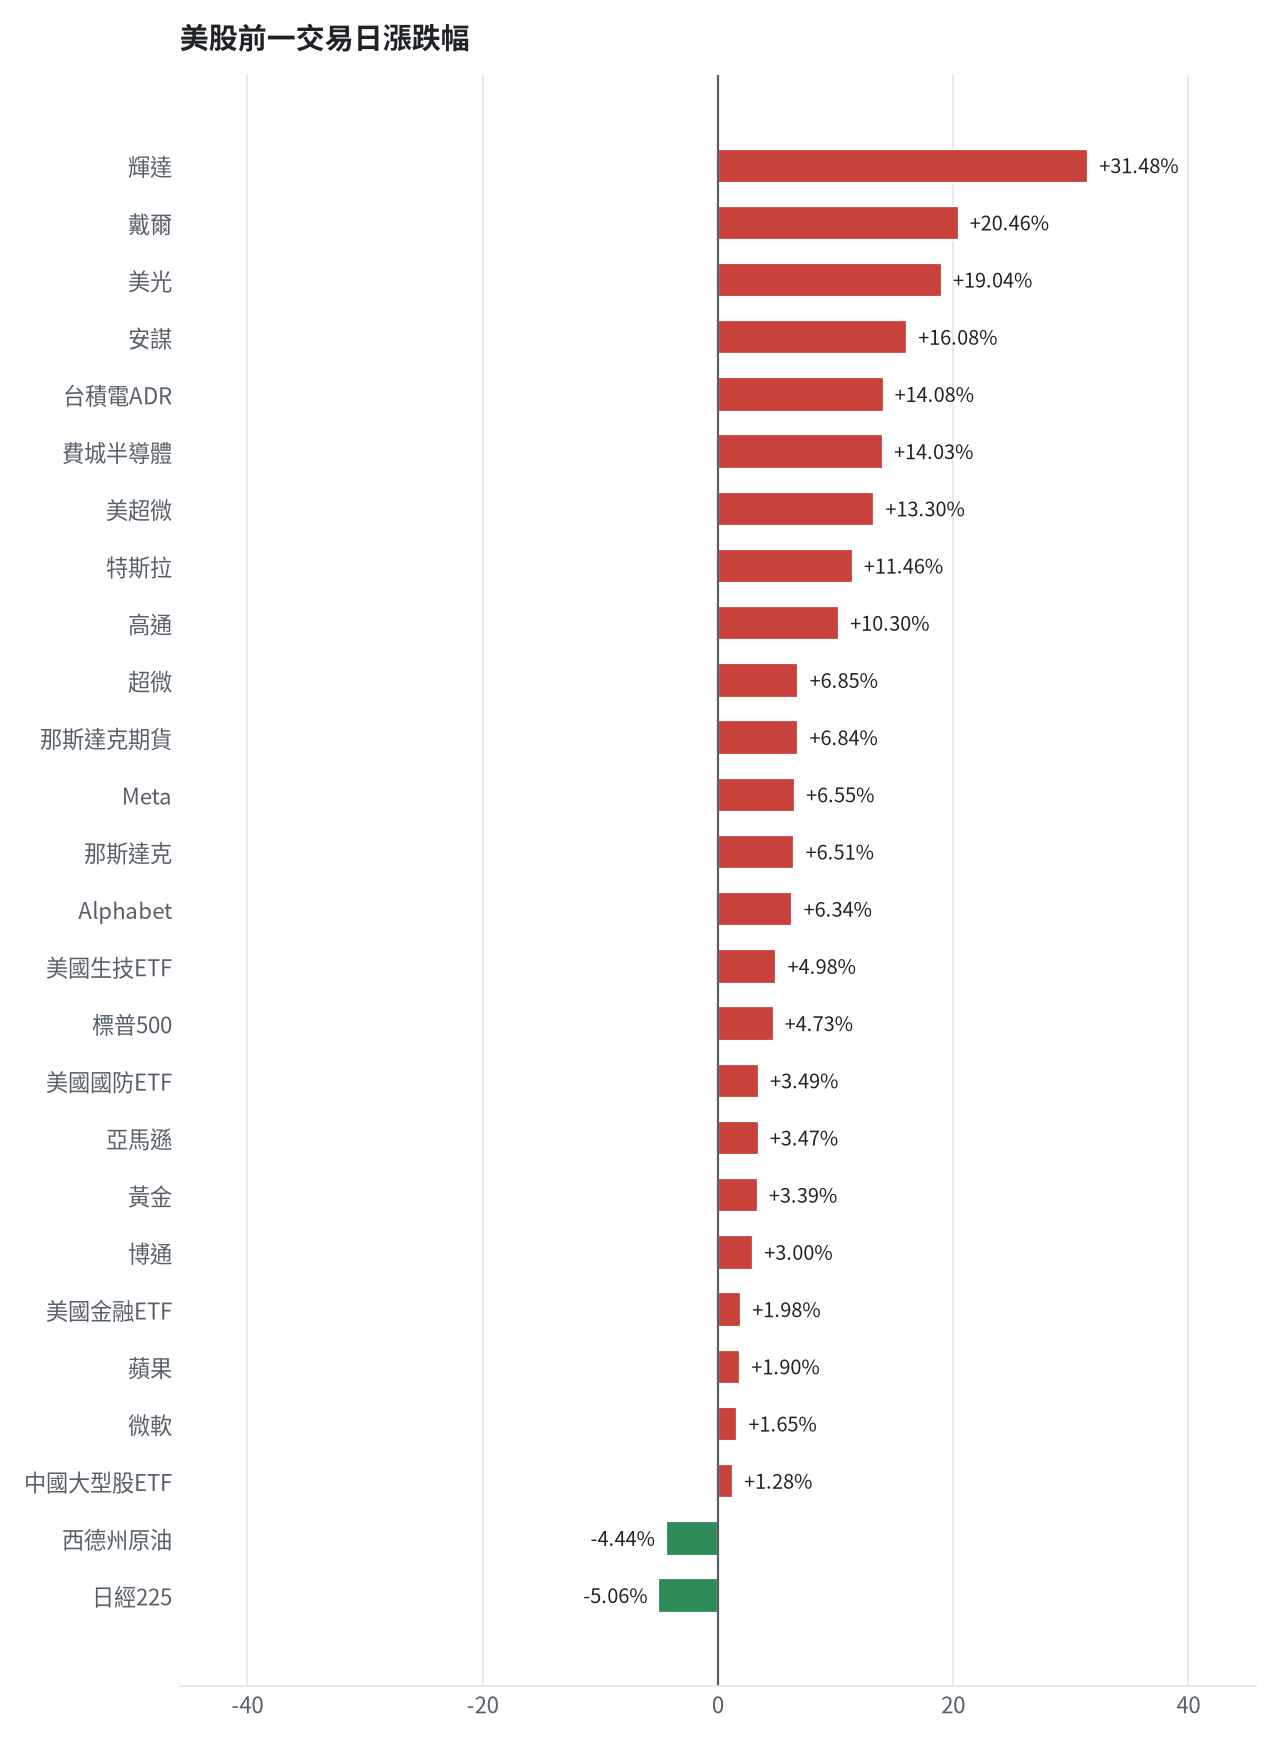 美股前一交易日漲跌幅
輝達 +31.48%
戴爾 +20.46%
美光 +19.04%
安謀 +16.08%
台積電ADR +14.08%
費城半導體 +14.03%
美超微 +13.30%
特斯拉 +11.46%
高通 +10.30%
超微 +6.85%
那斯達克期貨 +6.84%
Meta +6.55%
那斯達克 +6.51%
Alphabet +6.34%
美國生技ETF +4.98%
標普500 +4.73%
美國國防ETF +3.49%
亞馬遜 +3.47%
黃金 +3.39%
博通 +3.00%
美國金融ETF +1.98%
蘋果 +1.90%
微軟 +1.65%
中國大型股ETF +1.28%
西德州原油 -4.44%
日經225 -5.06%
-40 -20 0 20 40